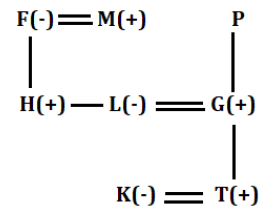 F(-) M(+) P
H(+) L(-) G(+)
K(-) T(+)